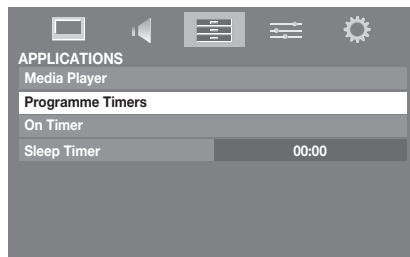 APPLICATIONS
Media Player
Programme Timers
On Timer
Sleep Timer 00:00